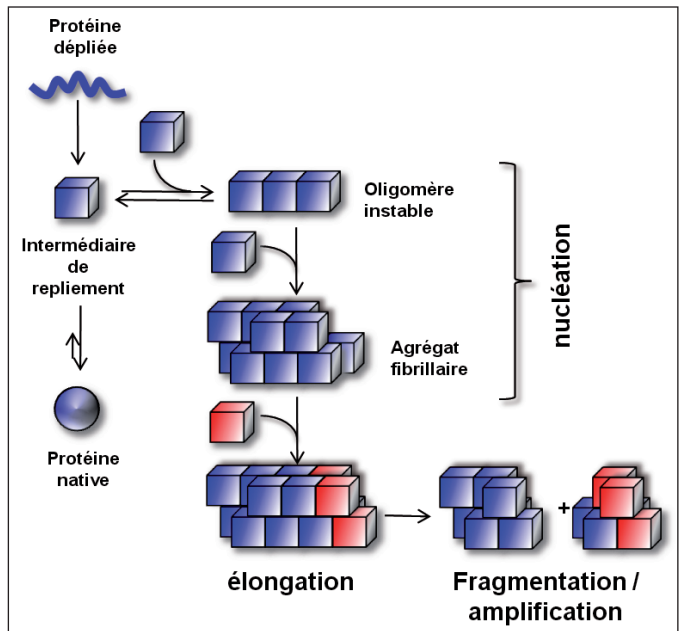 Protéine
dépliée
Oligomère
instable
Intermédiaire
de
repliement
nucléation
Agrégat
fibrillaire
Protéine
native
+
élongation
Fragmentation /
amplification